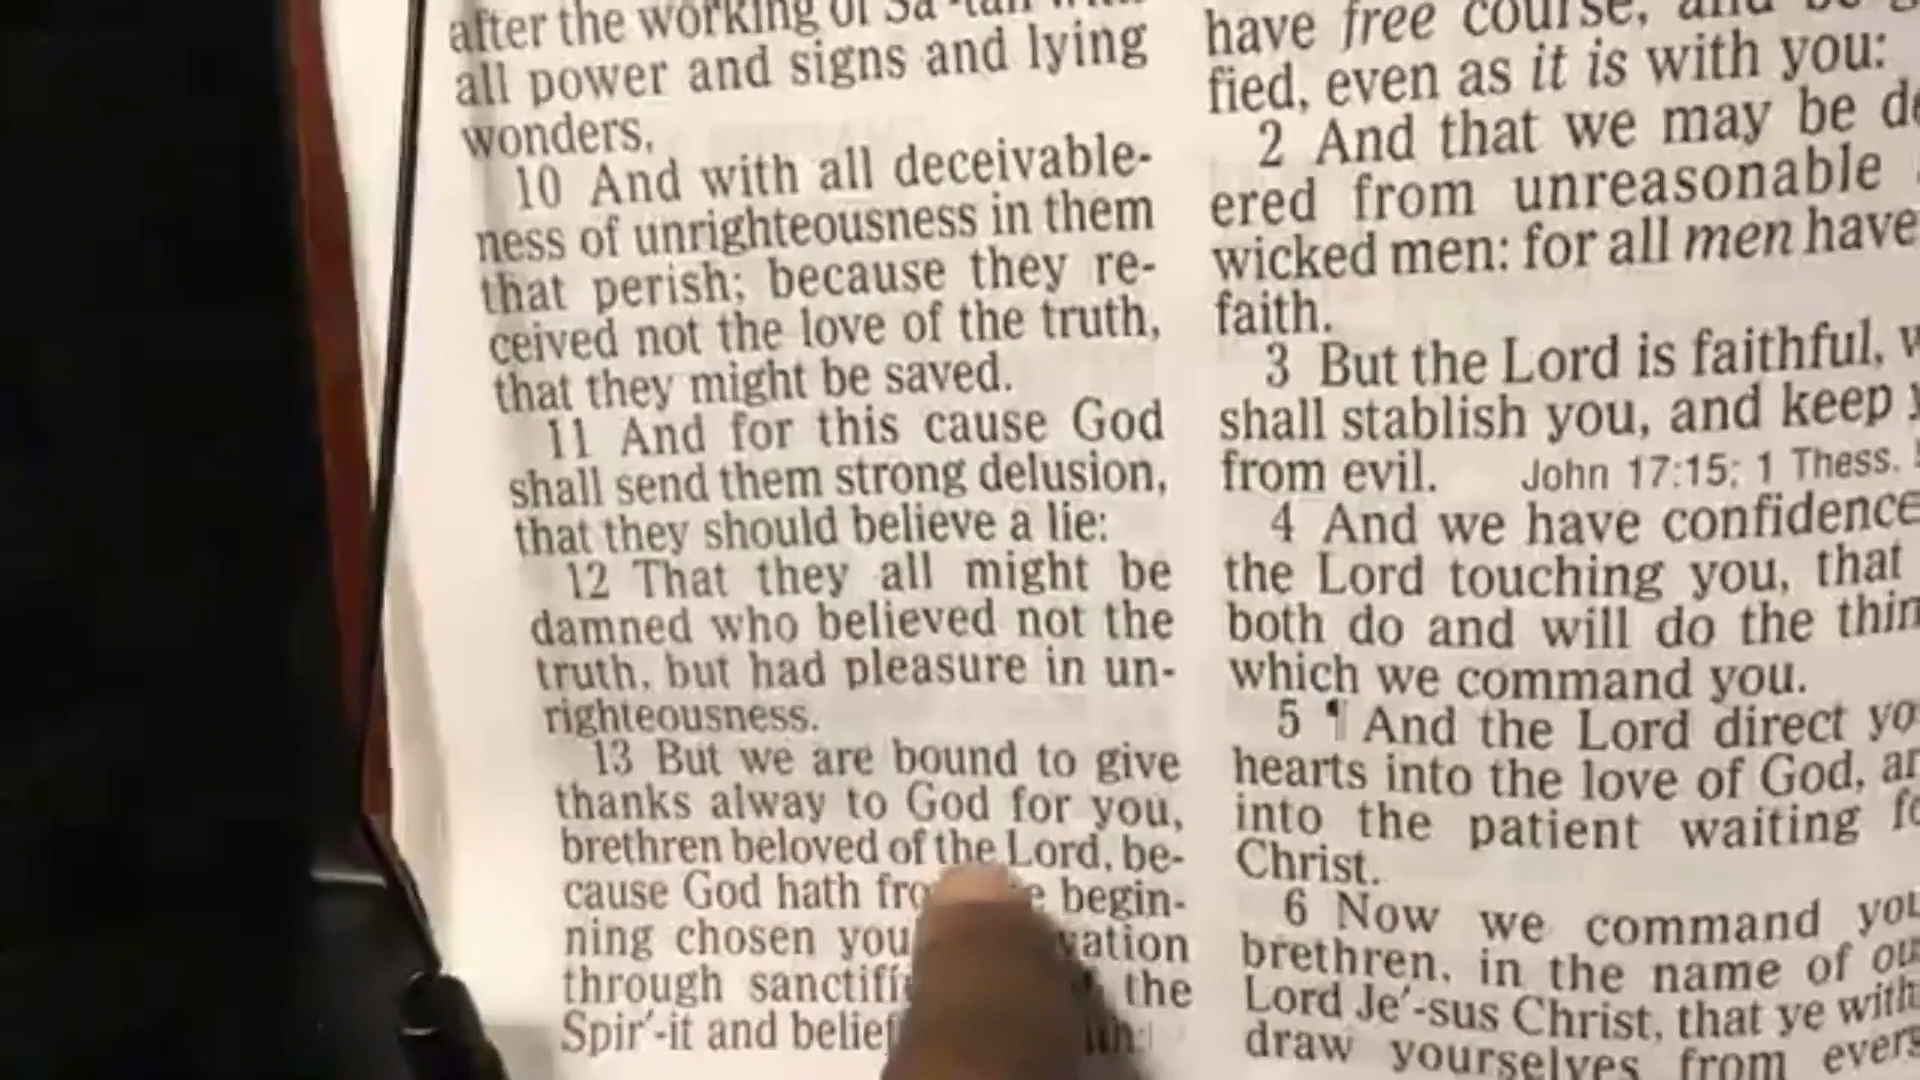 after the working of Sa-tan with
all power and signs and lying
wonders,
10 And with all deceivable-
ness of unrighteousness in them
that perish; because they re-
ceived not the love of the truth,
that they might be saved.
11 And for this cause God
shall send them strong delusion,
that they should believe a lie:
12 That they all might be
damned who believed not the
truth, but had pleasure in un-
righteousness.
13 But we are bound to give
thanks alway to God for you,
brethren beloved of the Lord, be-
cause God hath begin-
ning chosen you
through the
Spir'-it and
have free course, and be
fied, even as it is with you:
2 And that we may be
ered from unreasonable
wicked men: for all men have
faith.
3 But the Lord is faithful,
shall stablish you, and keep
from evil. John 17:15; 1 Thess.
4 And we have confidence
the Lord touching you, that
both do and will do the
which we command you.
5 ¶ And the Lord direct
hearts into the love of God,
into the patient waiting
Christ.
6 Now we command
brethren, in the name of
Lord Je'-sus Christ, that ye
draw yourselves from